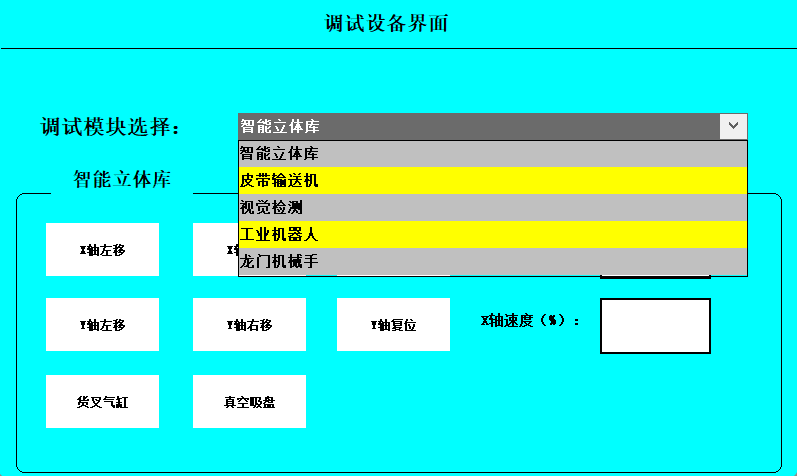 调试设备界面
调试模块选择：
智能立体库
智能立体库
皮带输送机
视觉检测
工业机器人
龙门机械手
智能立体库
X轴左移
Y轴左移
Y轴右移
Y轴复位
X轴速度（%）：
货叉气缸
真空吸盘